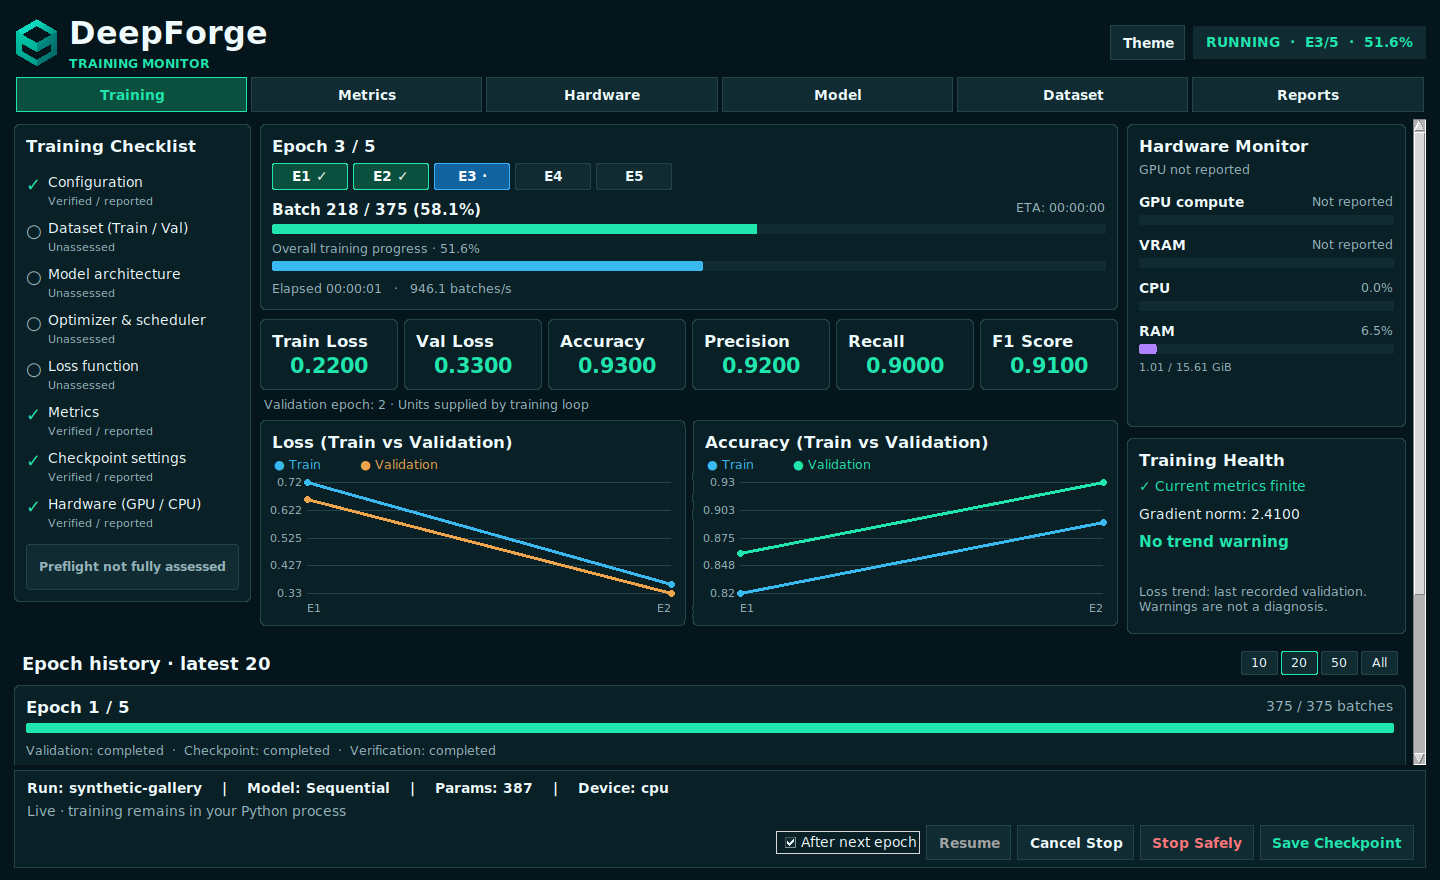 DeepForge
TRAINING MONITOR
Theme
RUNNING · E3/5 · 51.6%
Training
Metrics
Hardware
Model
Dataset
Reports
Training Checklist
✓ Configuration
Verified / reported
Dataset (Train / Val)
Unassessed
Model architecture
Unassessed
Optimizer & scheduler
Unassessed
Loss function
Unassessed
✓ Metrics
Verified / reported
✓ Checkpoint settings
Verified / reported
✓ Hardware (GPU / CPU)
Verified / reported
Preflight not fully assessed
Epoch 3 / 5
E1 ✓
E2 ✓
E3 ·
E4
E5
Batch 218 / 375 (58.1%)
ETA: 00:00:00
Overall training progress · 51.6%
Elapsed 00:00:01 · 946.1 batches/s
Train Loss
0.2200
Val Loss
0.3300
Accuracy
0.9300
Precision
0.9200
Recall
0.9000
F1 Score
0.9100
Validation epoch: 2 · Units supplied by training loop
Loss (Train vs Validation)
Train
Validation
0.72
0.622
0.525
0.427
0.33
E1
E2
Accuracy (Train vs Validation)
Train
Validation
0.93
0.903
0.875
0.848
0.82
E1
E2
Hardware Monitor
GPU not reported
GPU compute
Not reported
VRAM
Not reported
CPU
0.0%
RAM
6.5%
1.01 / 15.61 GiB
Training Health
✓ Current metrics finite
Gradient norm: 2.4100
No trend warning
Loss trend: last recorded validation.
Warnings are not a diagnosis.
Epoch history · latest 20
10
20
50
All
Epoch 1 / 5
375 / 375 batches
Validation: completed · Checkpoint: completed · Verification: completed
Run: synthetic-gallery | Model: Sequential | Params: 387 | Device: cpu
Live · training remains in your Python process
After next epoch
Resume
Cancel Stop
Stop Safely
Save Checkpoint